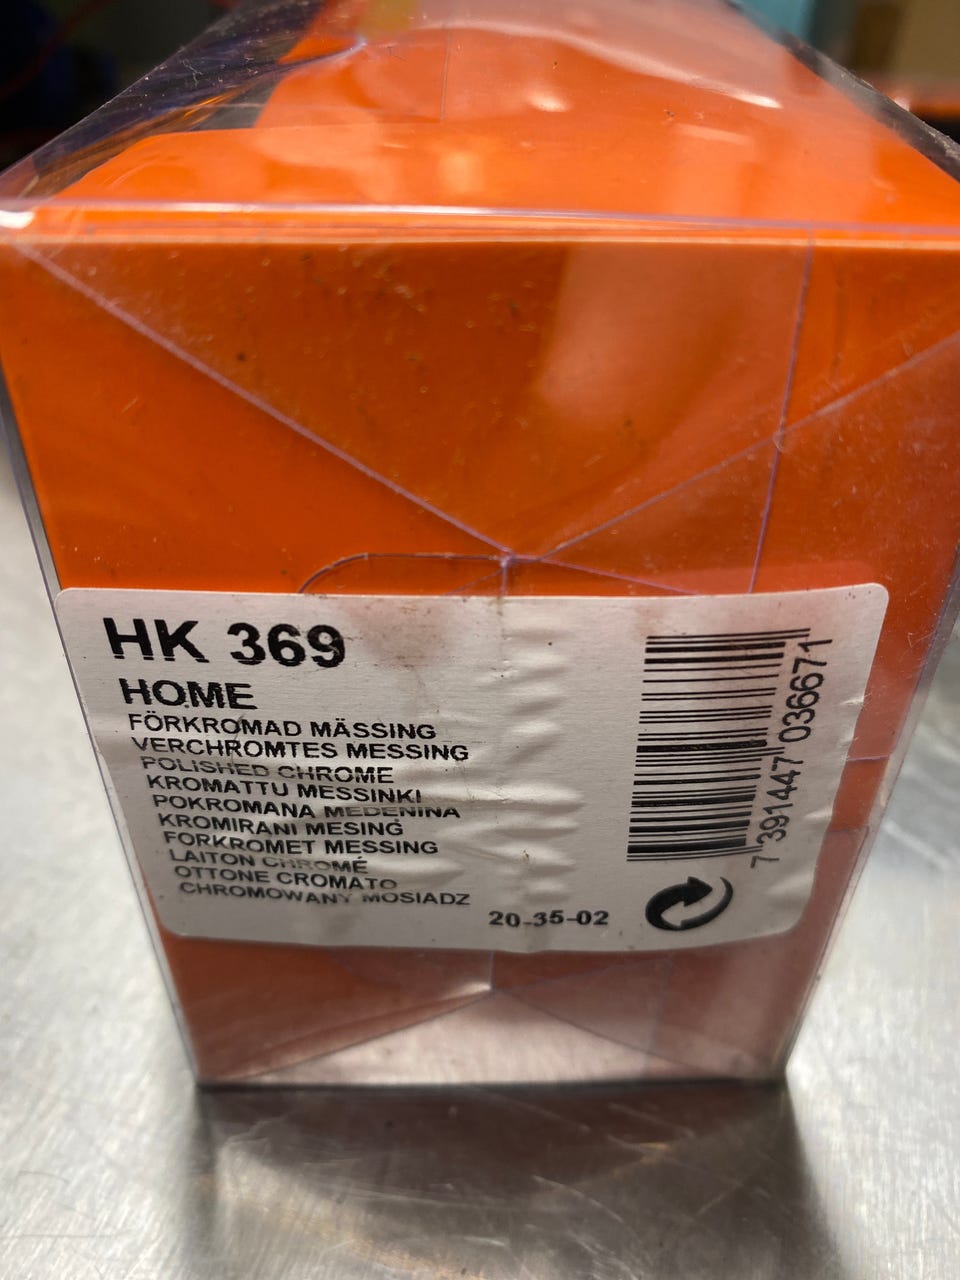 HK 369
HOME
FÖRKROMAD MÄSSING
VERCHROMTES MESSING
POLISHED CHROME
KROMATTU MESSINKI
POKROMANA MEDENINA
KROMIRANI MESING
FORKROMET MESSING
LAITON CHROMÉ
OTTONE CROMATO
CHROMOWANY MOSIADZ
20-35-02
7 391447 036671